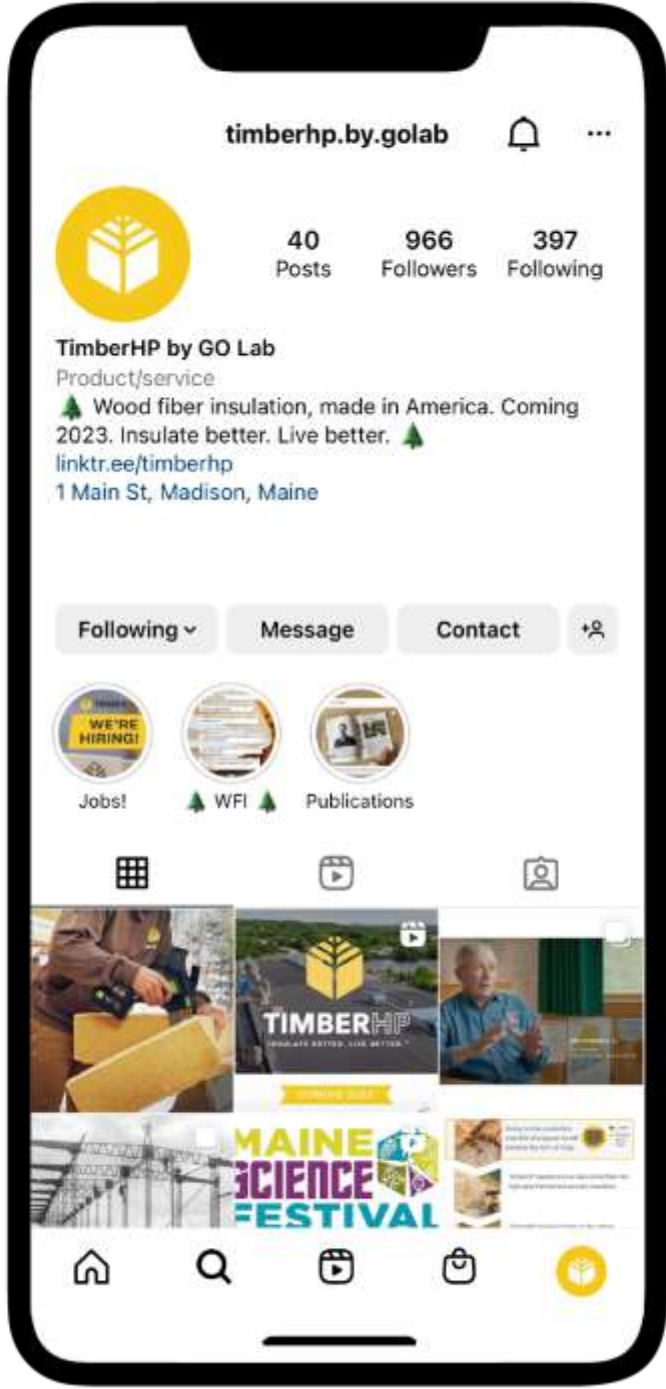 timberhp.by.golab
40
Posts
966
Followers
397
Following
TimberHP by GO Lab
Product/service
🌲 Wood fiber insulation, made in America. Coming
2023. Insulate better. Live better. 🌲
linktr.ee/timberhp
1 Main St, Madison, Maine
Following
Message
Contact
WE'RE
HIRING!
Jobs!
🌲 WFI 🌲
Publications
TIMBERHP
INSULATE BETTER. LIVE BETTER.
COMING 2023
MAINE
SCIENCE
FESTIVAL